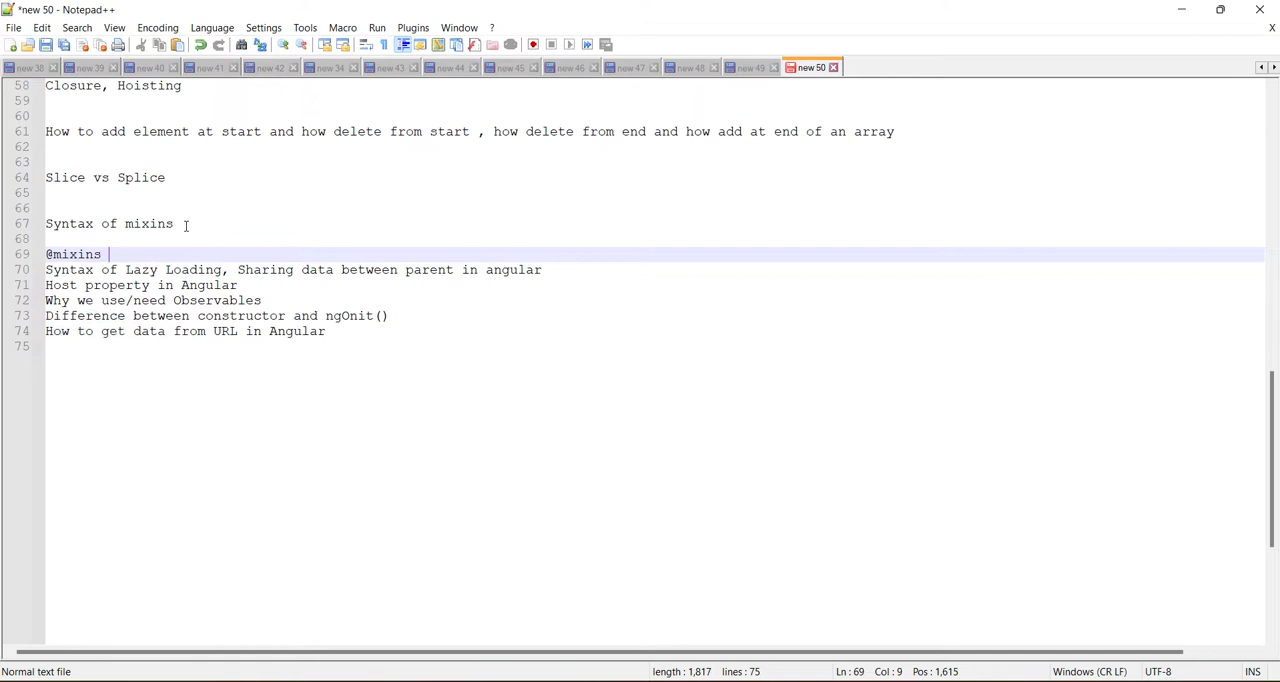 *new 50 - Notepad++
File Edit Search View Encoding Language Settings Tools Macro Run Plugins Window ? X
new 38 new 39 new 40 new 41 new 42 new 34 new 43 new 44 new 45 new 46 new 47 new 48 new 49 new 50
58 Closure, Hoisting
59
60
61 How to add element at start and how delete from start , how delete from end and how add at end of an array
62
63
64 Slice vs Splice
65
66
67 Syntax of mixins
68
69 @mixins
70 Syntax of Lazy Loading, Sharing data between parent in angular
71 Host property in Angular
72 Why we use/need Observables
73 Difference between constructor and ngOnit()
74 How to get data from URL in Angular
75
Normal text file length : 1,817 lines : 75 Ln : 69 Col : 9 Pos : 1,615 Windows (CR LF) UTF-8 INS